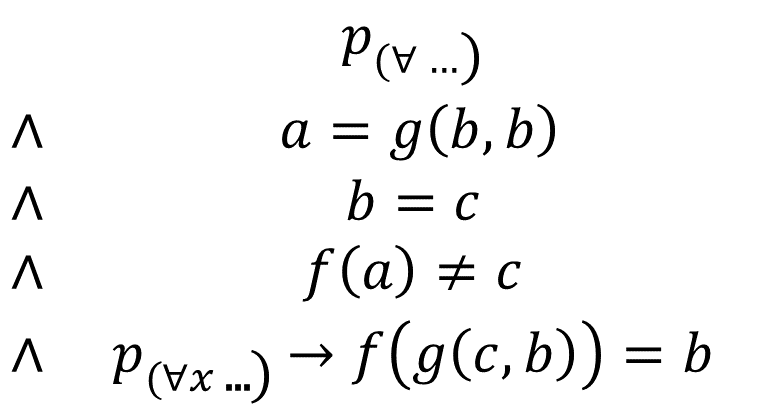 p_(∀ ...)
∧ a = g(b, b)
∧ b = c
∧ f(a) ≠ c
∧ p_(∀x ...) → f(g(c, b)) = b